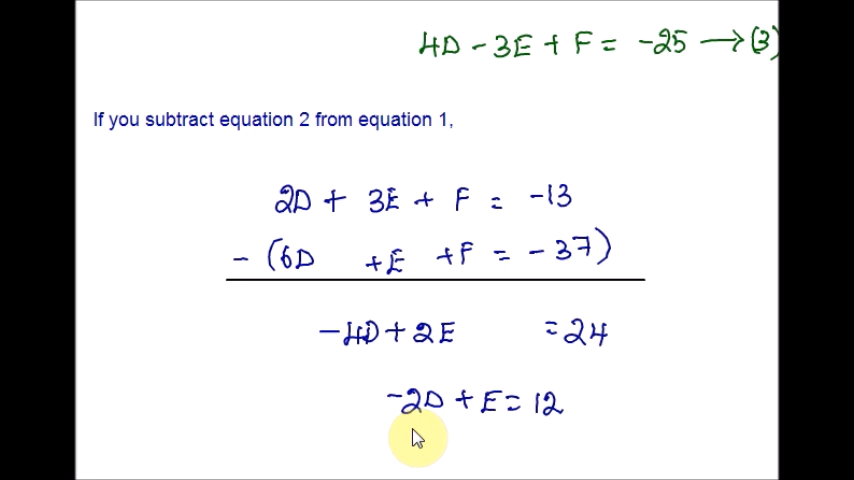 4D - 3E + F = -25 → (3)
If you subtract equation 2 from equation 1,
2D + 3E + F = -13
- (6D + E + F = -37)
-4D + 2E = 24
-2D + E = 12